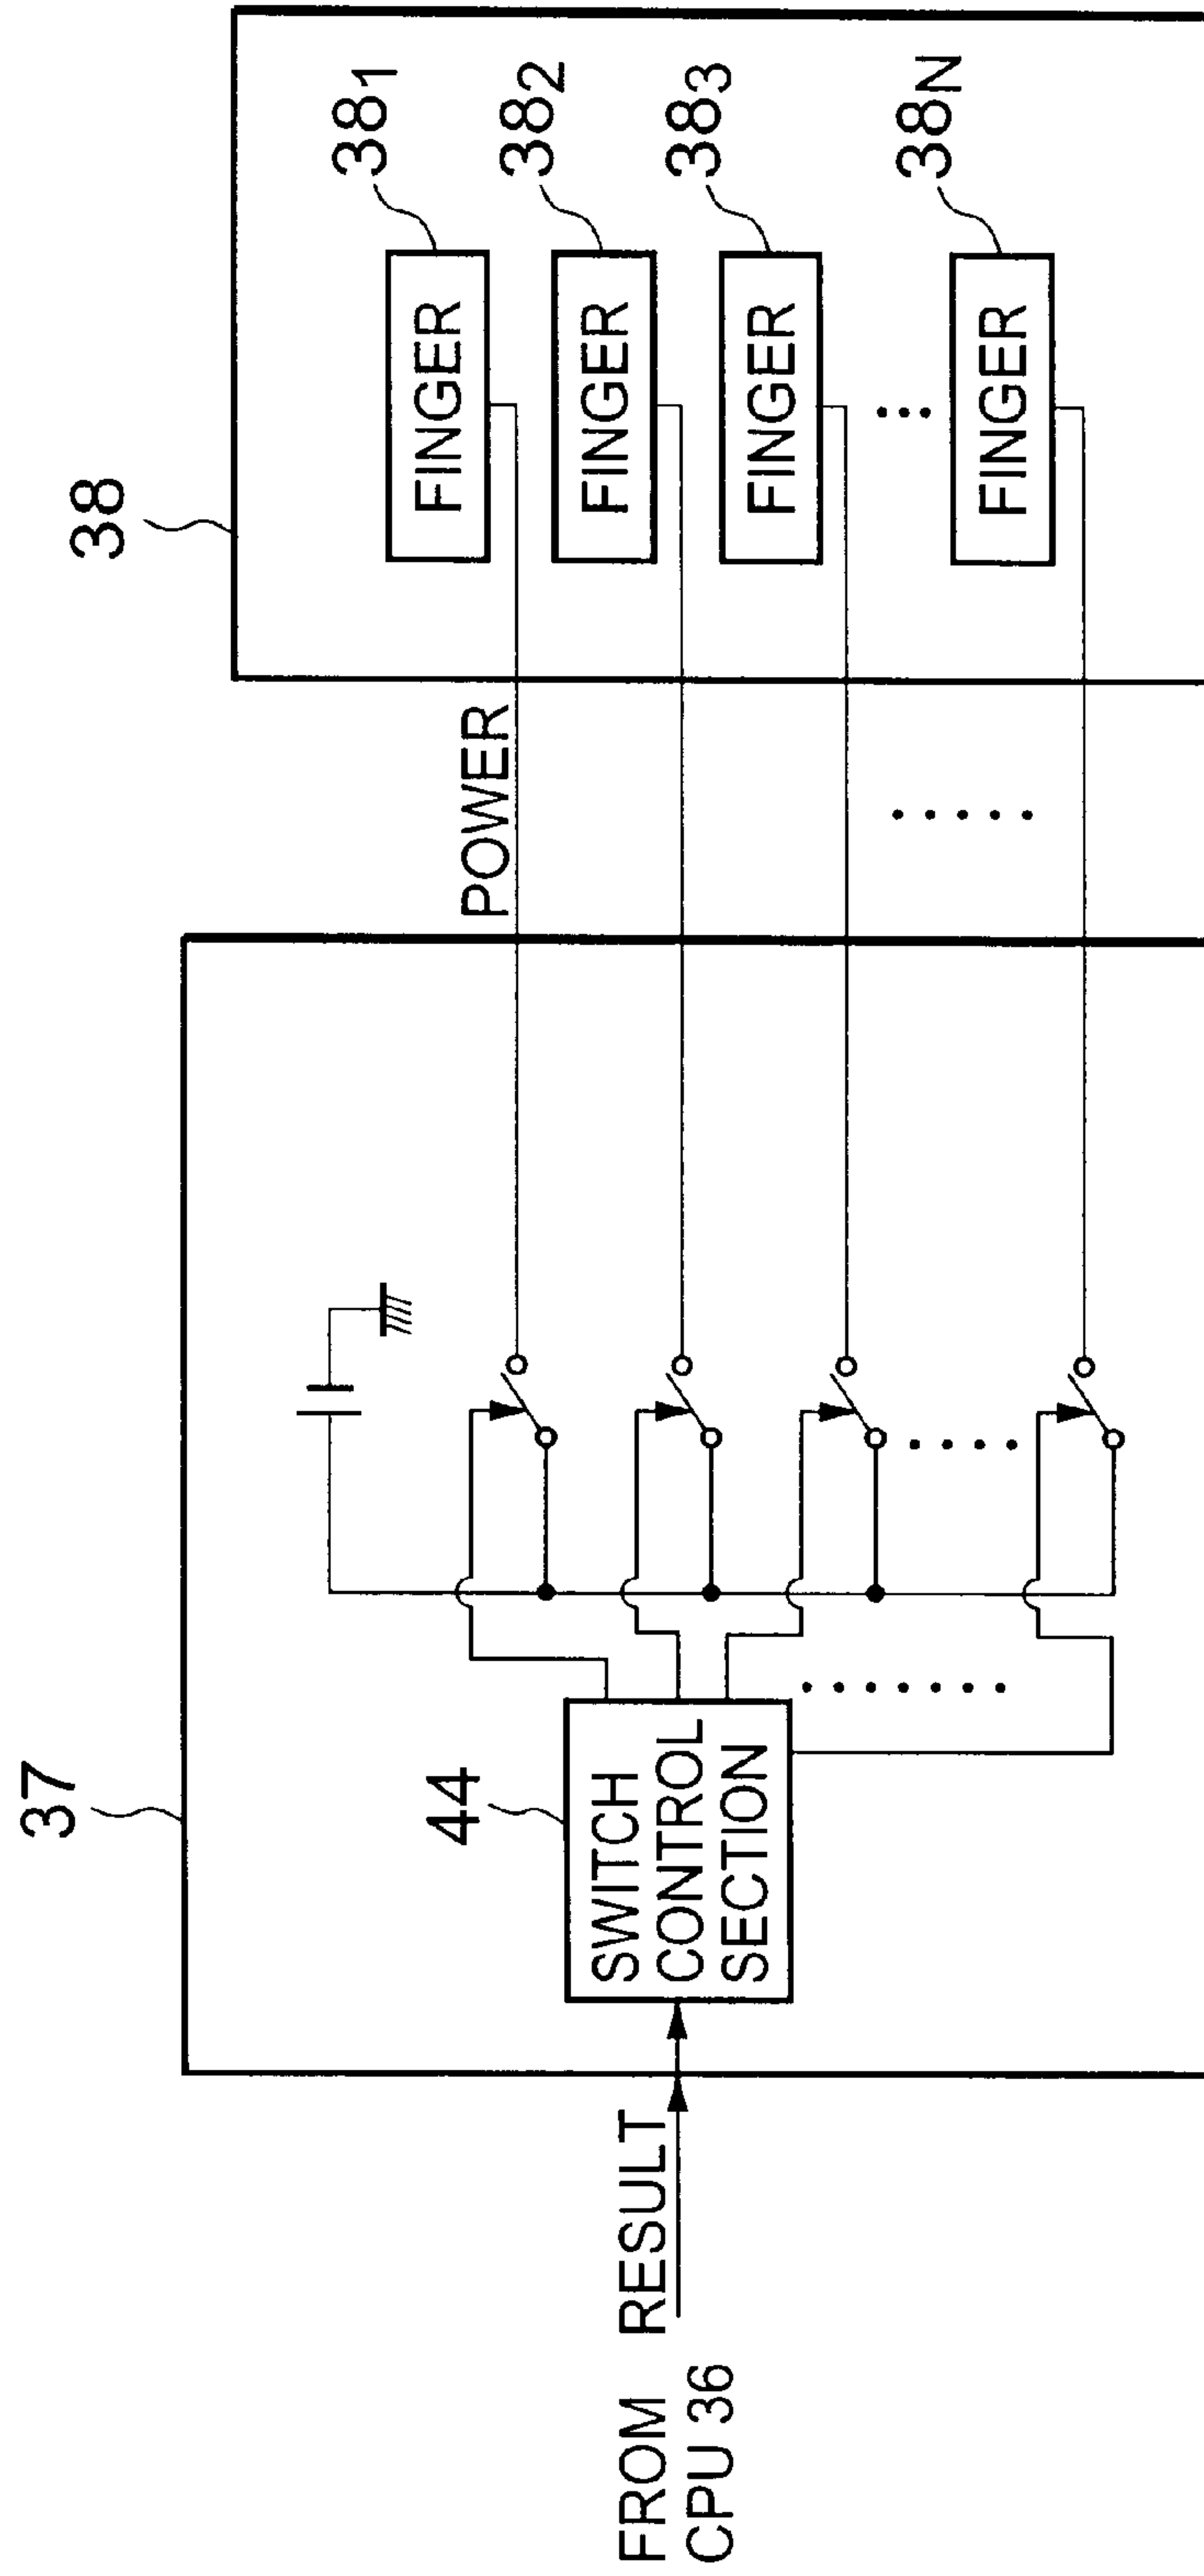 38
38₁
38₂
38₃
38N
FINGER
FINGER
FINGER
FINGER
POWER
37
44
SWITCH
CONTROL
SECTION
RESULT
FROM
CPU 36